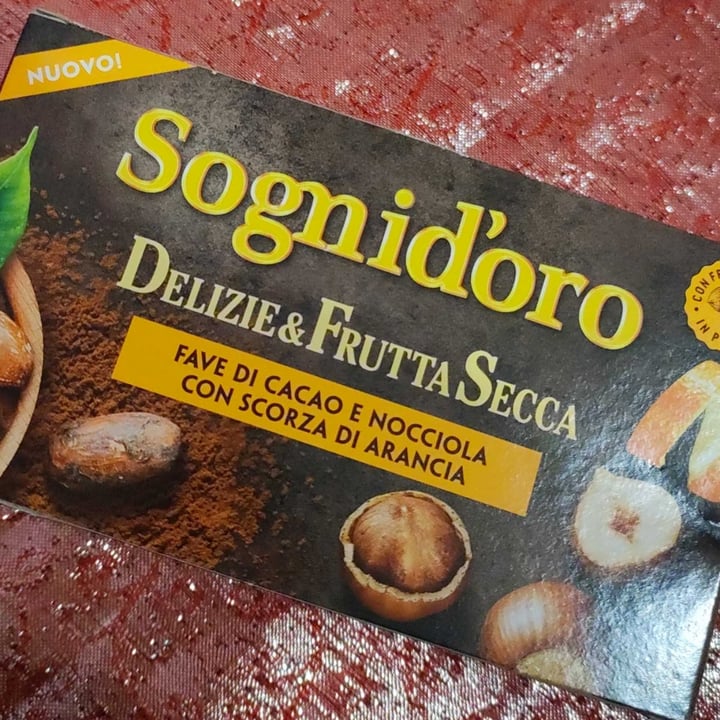 NUOVO!
Sognid'oro
DELIZIE & FRUTTA SECCA
FAVE DI CACAO E NOCCIOLA
CON SCORZA DI ARANCIA